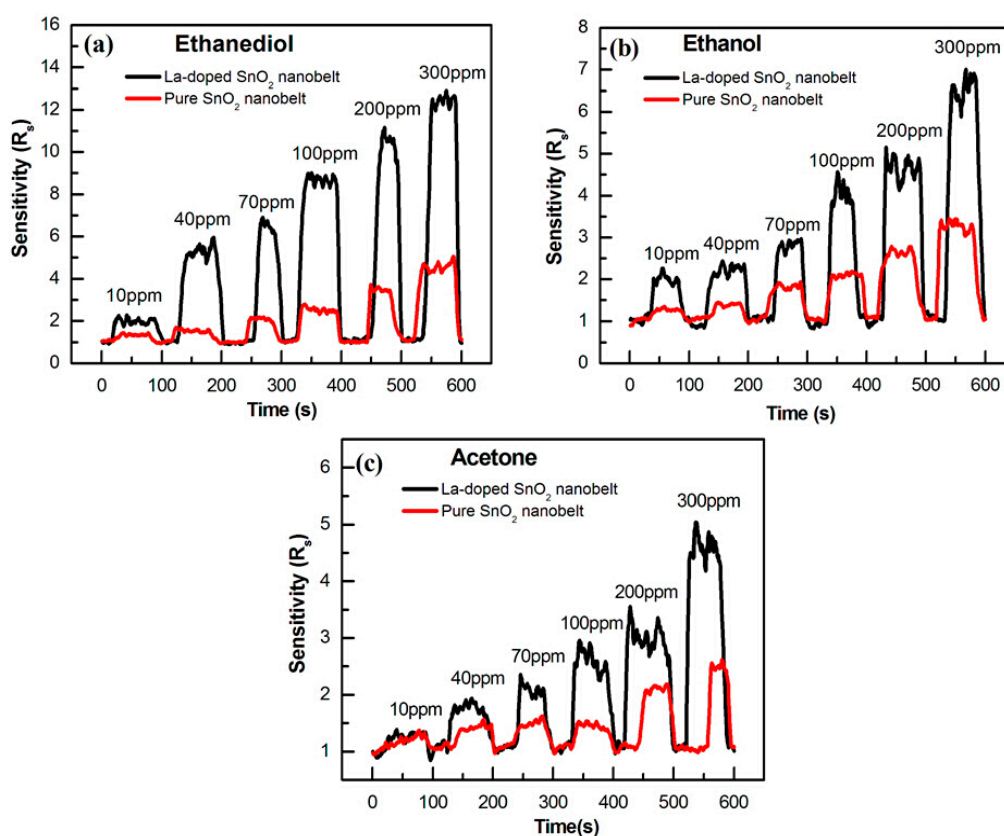 (a)
Ethanediol
La-doped SnO₂ nanobelt
Pure SnO₂ nanobelt
10ppm
40ppm
70ppm
100ppm
200ppm
300ppm
Sensitivity (Rₛ)
16
14
12
10
8
6
4
2
0
0 100 200 300 400 500 600
Time (s)
(b)
Ethanol
La-doped SnO₂ nanobelt
Pure SnO₂ nanobelt
10ppm
40ppm
70ppm
100ppm
200ppm
300ppm
Sensitivity (Rₛ)
8
7
6
5
4
3
2
1
0
0 100 200 300 400 500 600
Time (s)
(c)
Acetone
La-doped SnO₂ nanobelt
Pure SnO₂ nanobelt
10ppm
40ppm
70ppm
100ppm
200ppm
300ppm
Sensitivity (Rₛ)
6
5
4
3
2
1
0 100 200 300 400 500 600
Time(s)